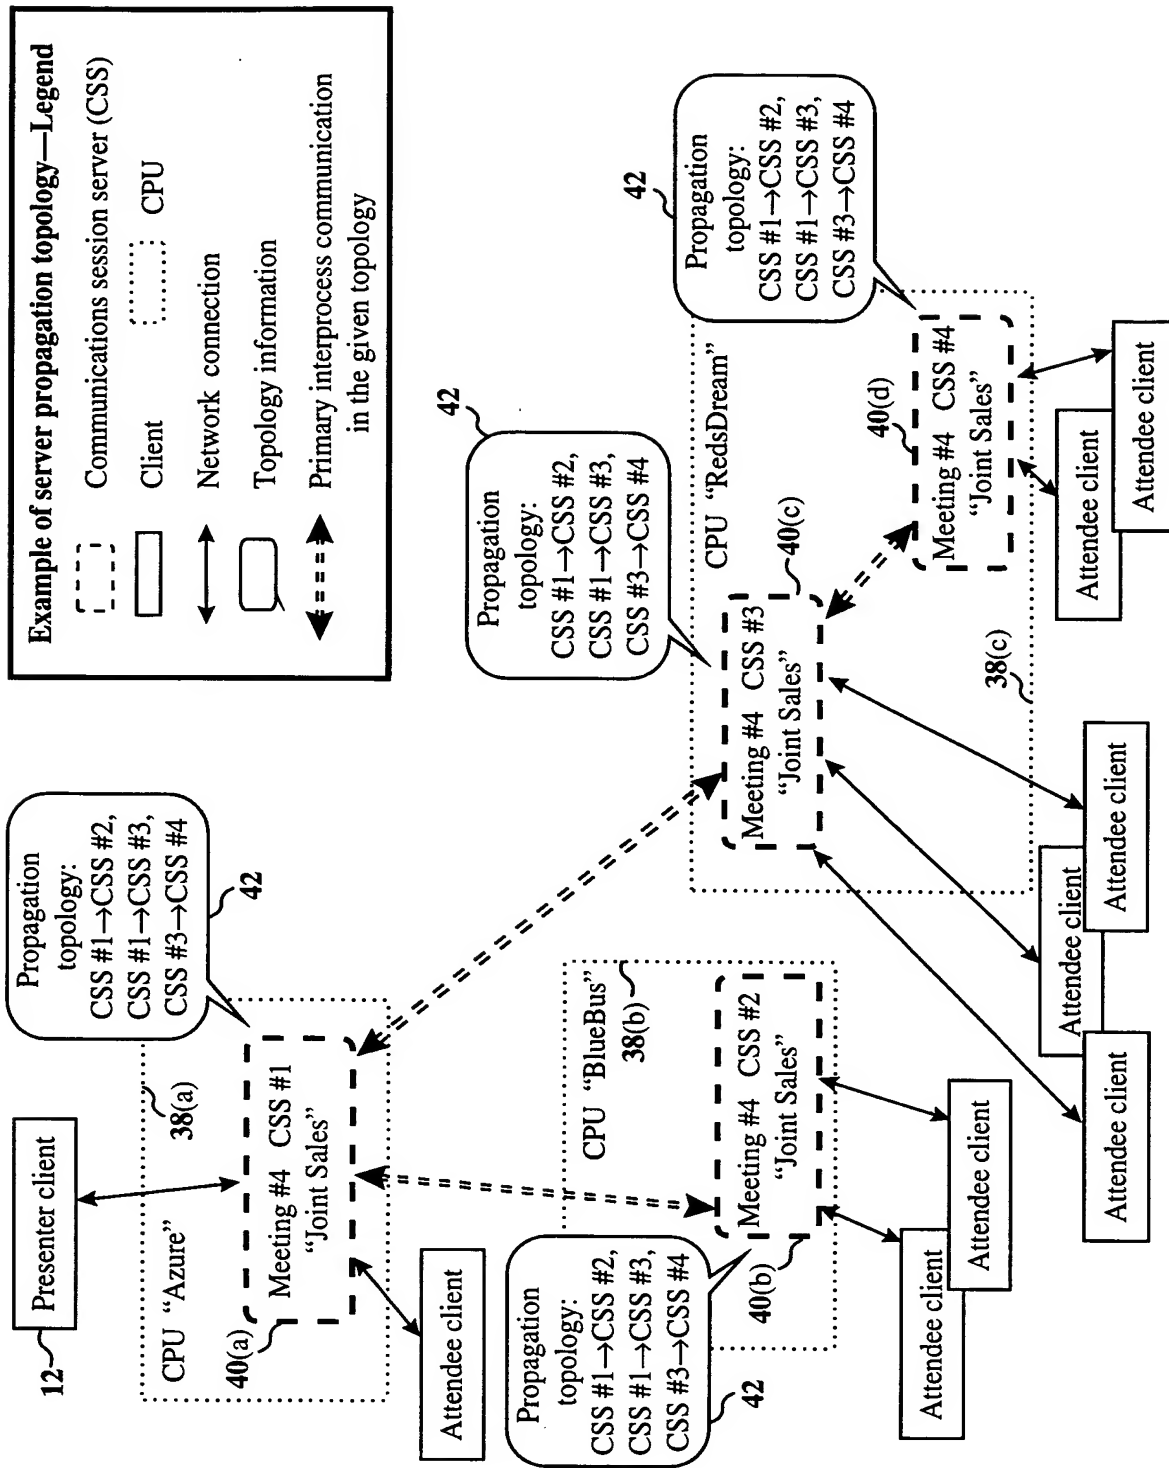 Example of server propagation topology—Legend
Communications session server (CSS)
Client
CPU
Network connection
Topology information
Primary interprocess communication
in the given topology
12
Presenter client
38(a)
CPU “Azure”
40(a)
Meeting #4 CSS #1
“Joint Sales”
Propagation
topology:
CSS #1→CSS #2,
CSS #1→CSS #3,
CSS #3→CSS #4
42
Attendee client
Propagation
topology:
CSS #1→CSS #2,
CSS #1→CSS #3,
CSS #3→CSS #4
42
CPU “BlueBus”
38(b)
40(b)
Meeting #4 CSS #2
“Joint Sales”
Attendee client
Attendee client
Propagation
topology:
CSS #1→CSS #2,
CSS #1→CSS #3,
CSS #3→CSS #4
42
CPU “RedsDream”
40(c)
Meeting #4 CSS #3
“Joint Sales”
38(c)
Attendee client
Attendee client
Attendee client
Propagation
topology:
CSS #1→CSS #2,
CSS #1→CSS #3,
CSS #3→CSS #4
42
40(d)
Meeting #4 CSS #4
“Joint Sales”
Attendee client
Attendee client